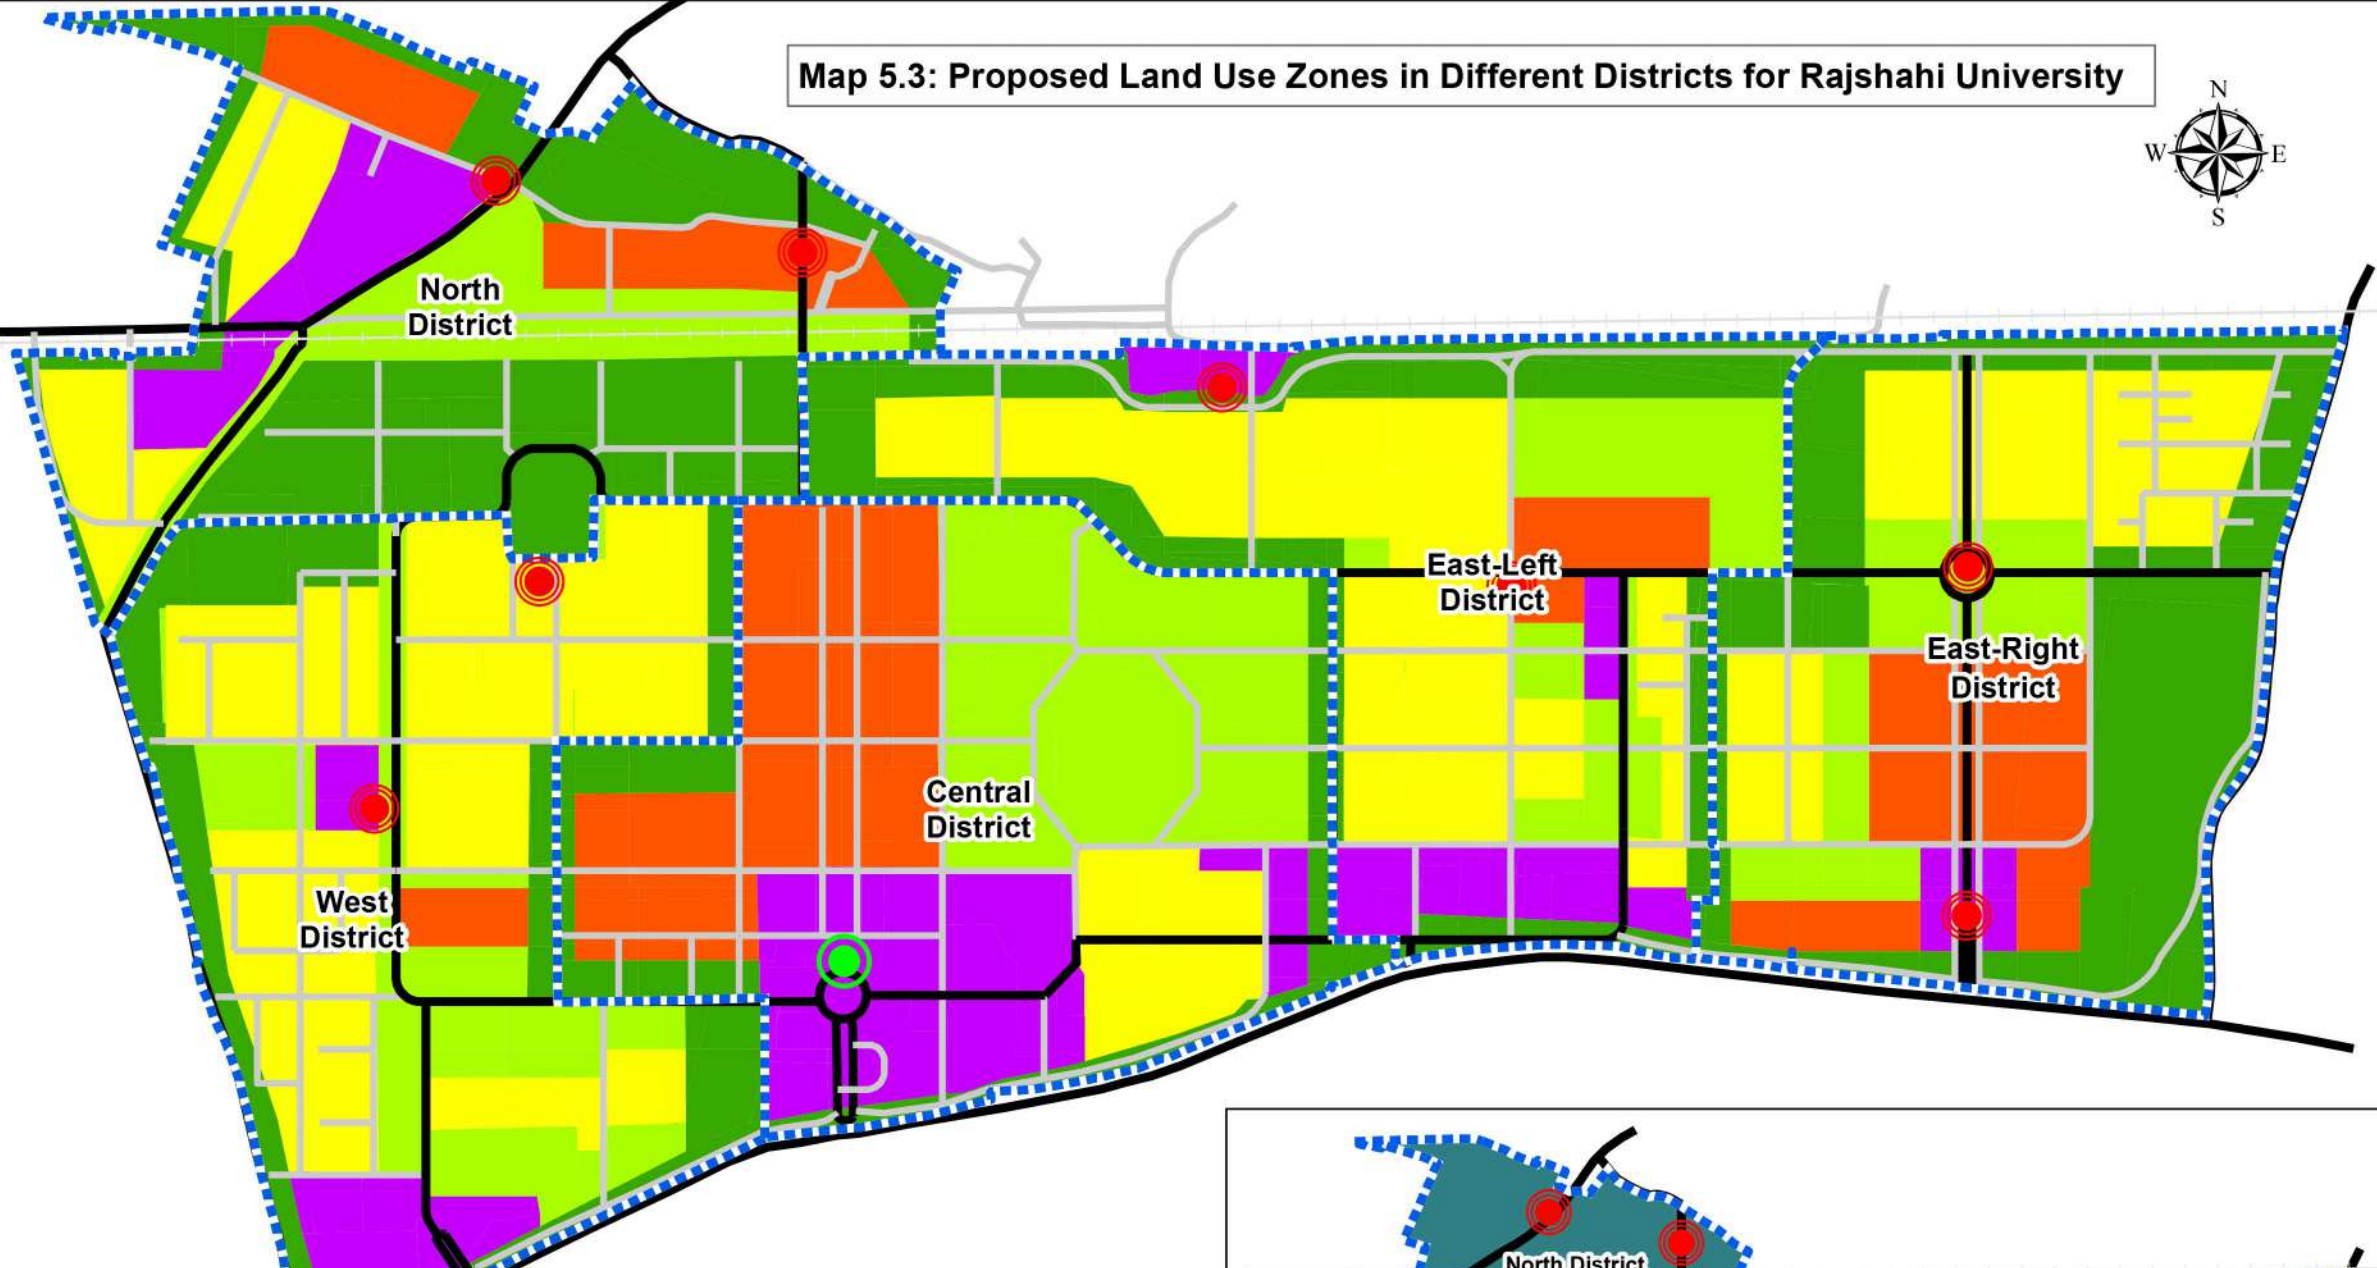 Map 5.3: Proposed Land Use Zones in Different Districts for Rajshahi University
N
W E
S
North
District
East-Left
District
East-Right
District
Central
District
West
District
North District